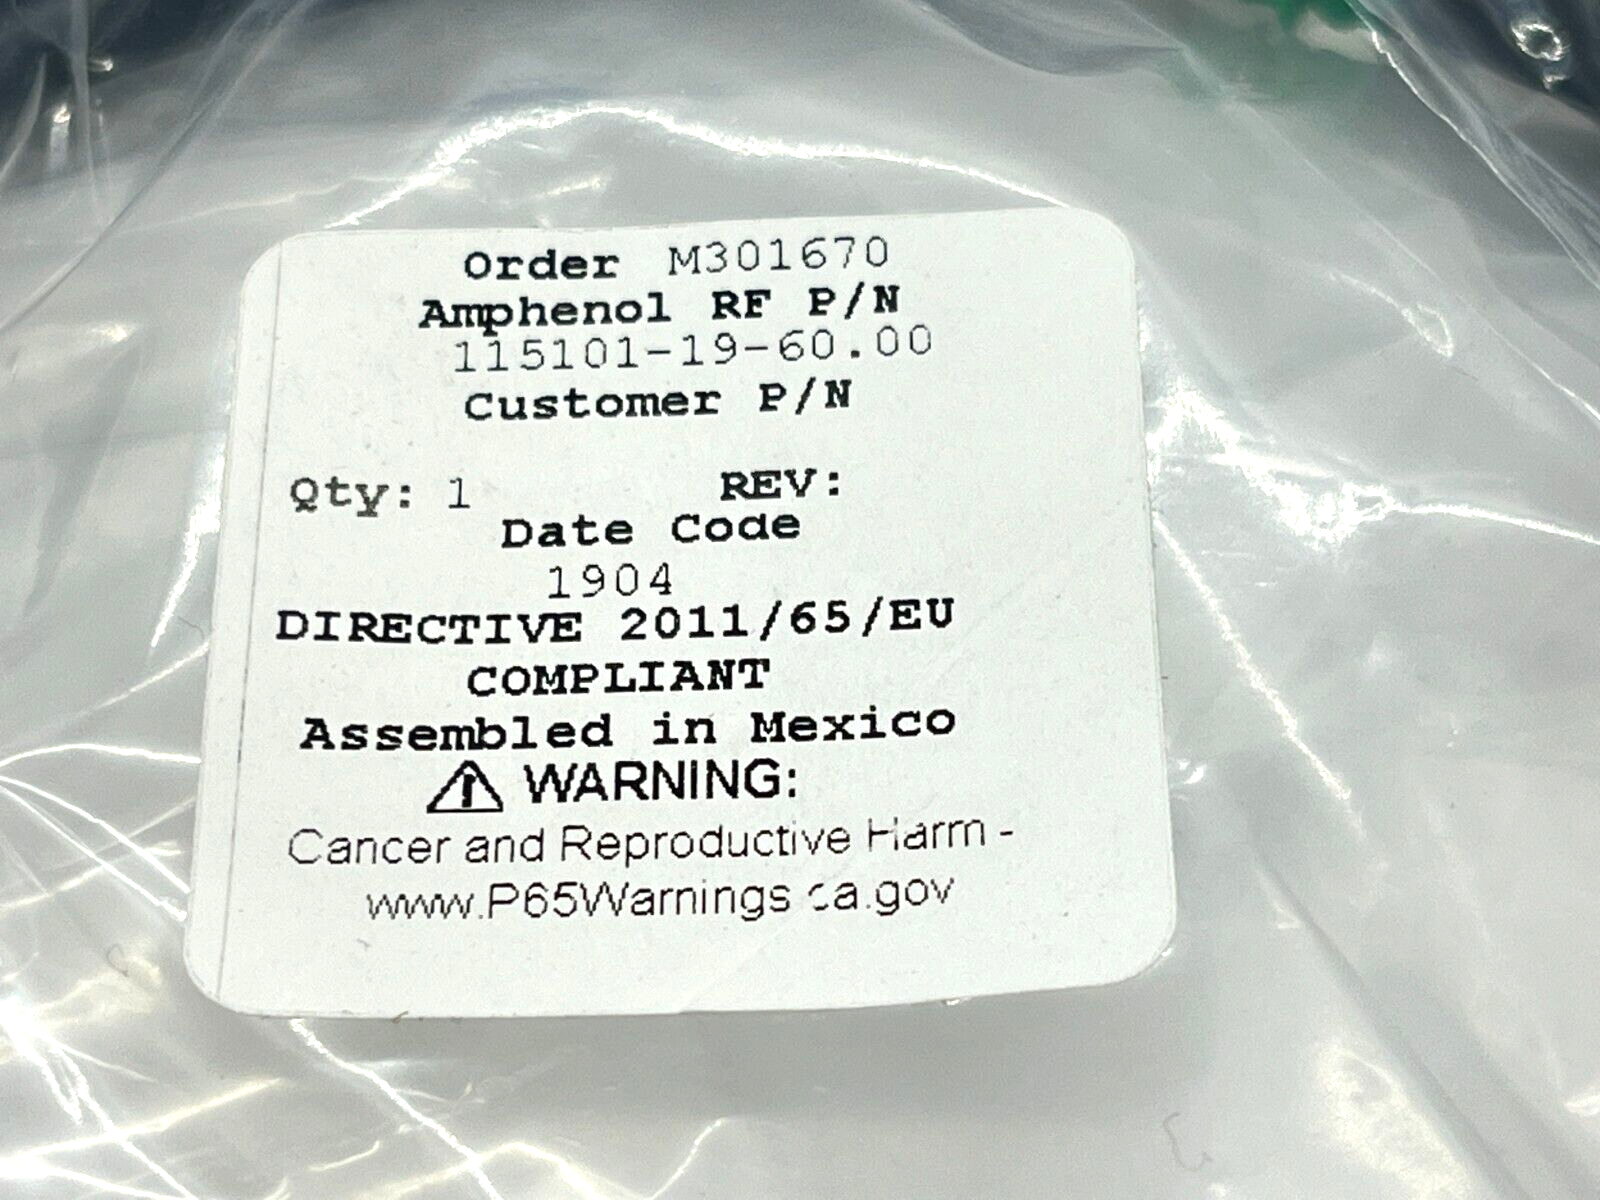 Order M301670
Amphenol RF P/N
115101-19-60.00
Customer P/N
Qty: 1 REV:
Date Code
1904
DIRECTIVE 2011/65/EU
COMPLIANT
Assembled in Mexico
WARNING:
Cancer and Reproductive Harm -
www.P65Warnings.ca.gov